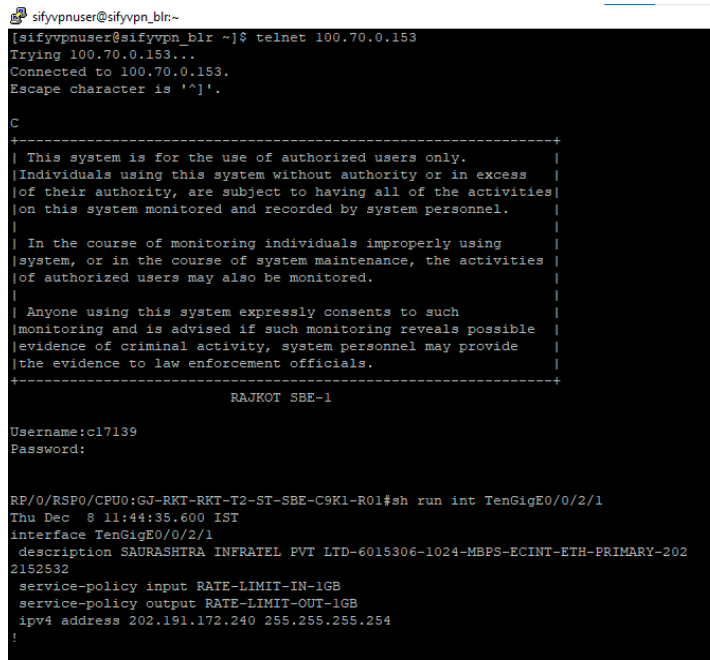 sifyvpnuser@sifyvpn_blr:~
[sifyvpnuser@sifyvpn_blr ~]$ telnet 100.70.0.153
Trying 100.70.0.153...
Connected to 100.70.0.153.
Escape character is '^]'.
C
+---------------------------------------------------------------+
| This system is for the use of authorized users only.          |
|Individuals using this system without authority or in excess   |
|of their authority, are subject to having all of the activities|
|on this system monitored and recorded by system personnel.     |
|                                                               |
| In the course of monitoring individuals improperly using      |
|system, or in the course of system maintenance, the activities |
|of authorized users may also be monitored.                     |
|                                                               |
| Anyone using this system expressly consents to such           |
|monitoring and is advised if such monitoring reveals possible  |
|evidence of criminal activity, system personnel may provide    |
|the evidence to law enforcement officials.                     |
+---------------------------------------------------------------+
RAJKOT SBE-1
Username:c17139
Password:
RP/0/RSP0/CPU0:GJ-RKT-RKT-T2-ST-SBE-C9K1-R01#sh run int TenGigE0/0/2/1
Thu Dec  8 11:44:35.600 IST
interface TenGigE0/0/2/1
 description SAURASHTRA INFRATEL PVT LTD-6015306-1024-MBPS-ECINT-ETH-PRIMARY-202
2152532
 service-policy input RATE-LIMIT-IN-1GB
 service-policy output RATE-LIMIT-OUT-1GB
 ipv4 address 202.191.172.240 255.255.255.254
!